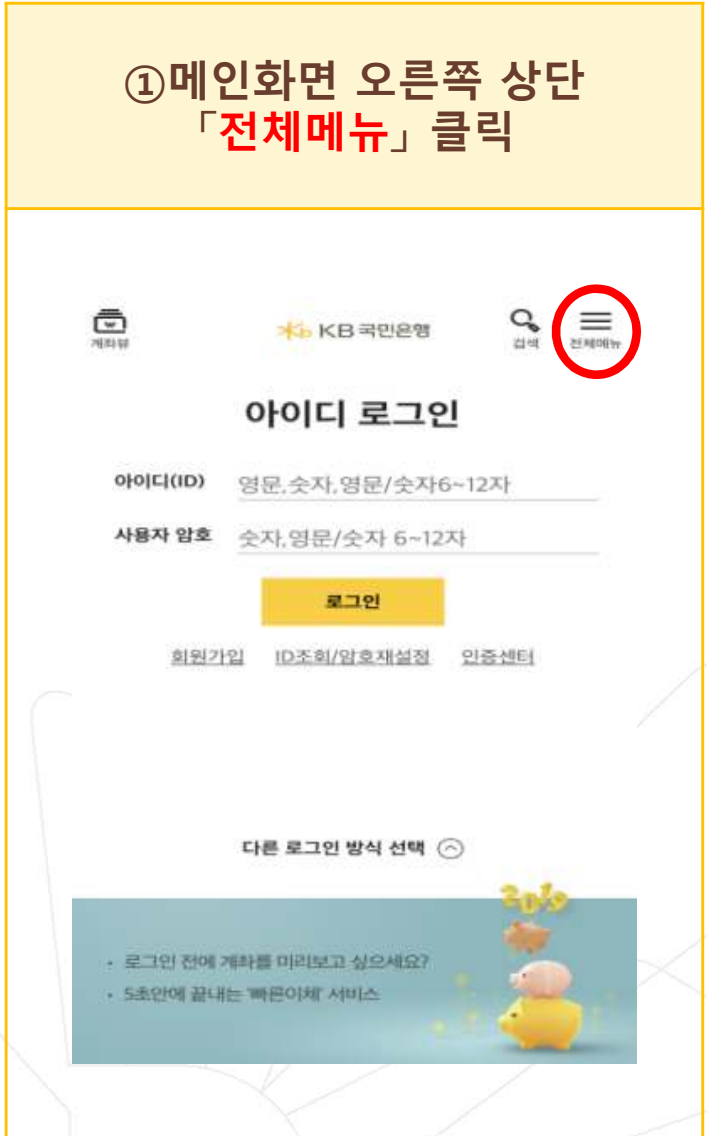 ①메인화면 오른쪽 상단
「전체메뉴」 클릭
계좌뷰
KB 국민은행
검색
전체메뉴
아이디 로그인
아이디(ID) 영문,숫자,영문/숫자6~12자
사용자 암호 숫자,영문/숫자 6~12자
로그인
회원가입 ID조회/암호재설정 인증센터
다른 로그인 방식 선택
2019
• 로그인 전에 계좌를 미리보고 싶으세요?
• 5초안에 끝내는 '빠른이체' 서비스